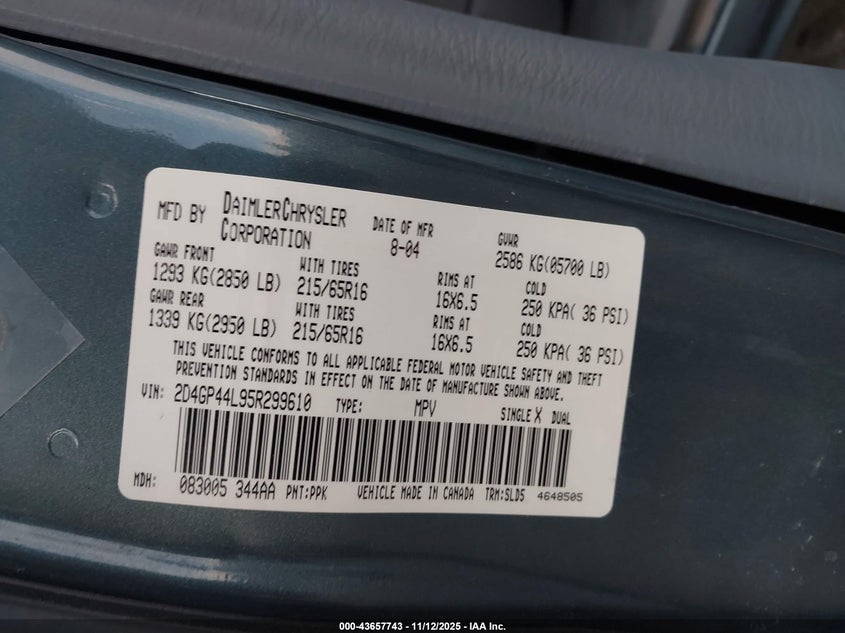 MFD BY DAIMLERCHRYSLER CORPORATION DATE OF MFR 8-04 GVWR 2586 KG(05700 LB)
GAWR FRONT WITH TIRES RIMS AT COLD
1293 KG(2850 LB) 215/65R16 16X6.5 250 KPA( 36 PSI)
GAWR REAR WITH TIRES RIMS AT COLD
1339 KG(2950 LB) 215/65R16 16X6.5 250 KPA( 36 PSI)
THIS VEHICLE CONFORMS TO ALL APPLICABLE FEDERAL MOTOR VEHICLE SAFETY AND THEFT
PREVENTION STANDARDS IN EFFECT ON THE DATE OF MANUFACTURE SHOWN ABOVE.
VIN: 2D4GP44L95R299610 TYPE: MPV SINGLE X DUAL
MDH: 083005 344AA PNT:PPK VEHICLE MADE IN CANADA TRM:SLD5 4648505
000-43657743 - 11/12/2025 - IAA Inc.